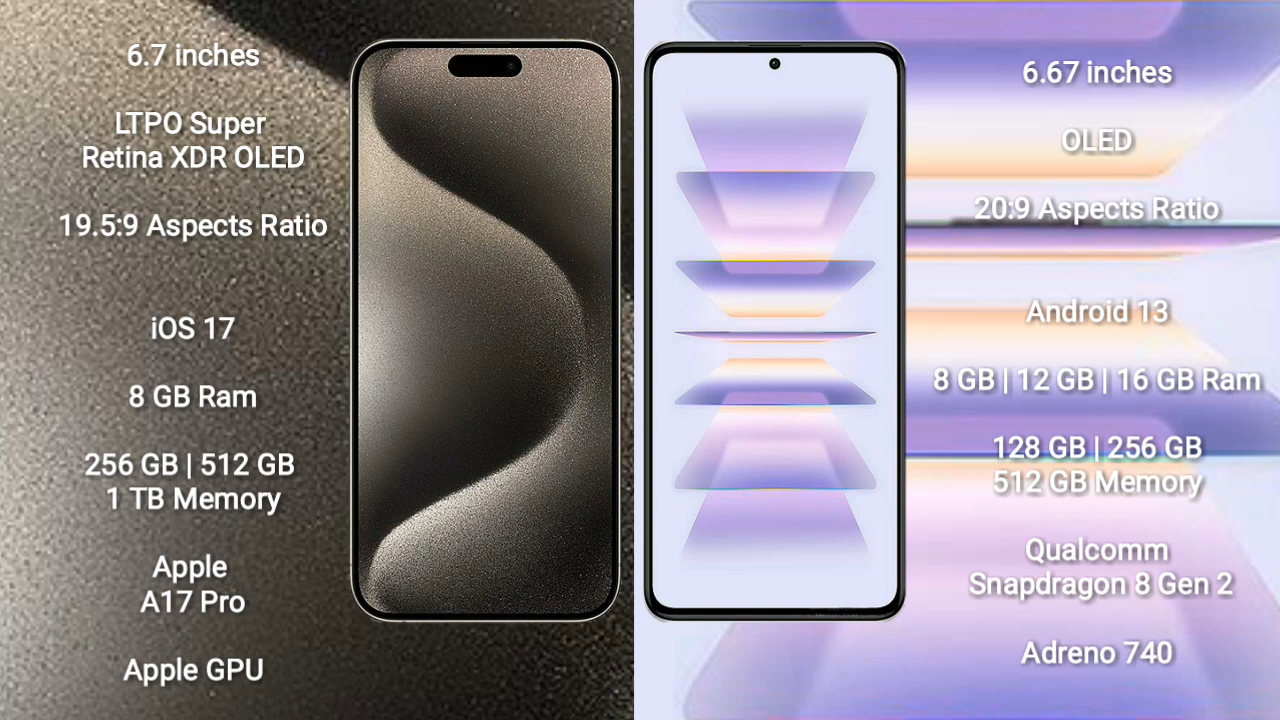 6.7 inches
LTPO Super
Retina XDR OLED
19.5:9 Aspects Ratio
iOS 17
8 GB Ram
256 GB | 512 GB
1 TB Memory
Apple
A17 Pro
Apple GPU
6.67 inches
OLED
20:9 Aspects Ratio
Android 13
8 GB | 12 GB | 16 GB Ram
128 GB | 256 GB
512 GB Memory
Qualcomm
Snapdragon 8 Gen 2
Adreno 740